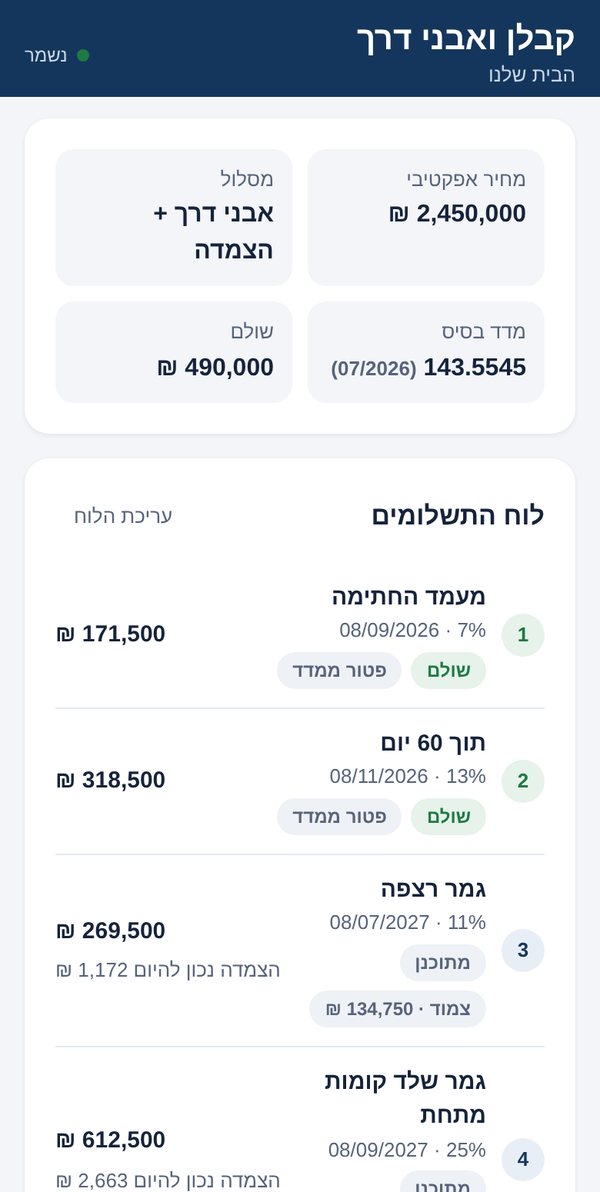 קבלן ואבני דרך
הבית שלנו
נשמר
מחיר אפקטיבי
2,450,000 ₪
מסלול
אבני דרך +
הצמדה
מדד בסיס
143.5545 (07/2026)
שולם
490,000 ₪
לוח התשלומים
עריכת הלוח
1
מעמד החתימה
7% · 08/09/2026
שולם
פטור ממדד
171,500 ₪
2
תוך 60 יום
13% · 08/11/2026
שולם
פטור ממדד
318,500 ₪
3
גמר רצפה
11% · 08/07/2027
מתוכנן
צמוד · 134,750 ₪
269,500 ₪
הצמדה נכון להיום 1,172 ₪
4
גמר שלד קומות
מתחת
25% · 08/09/2027
מתוכנן
612,500 ₪
הצמדה נכון להיום 2,663 ₪